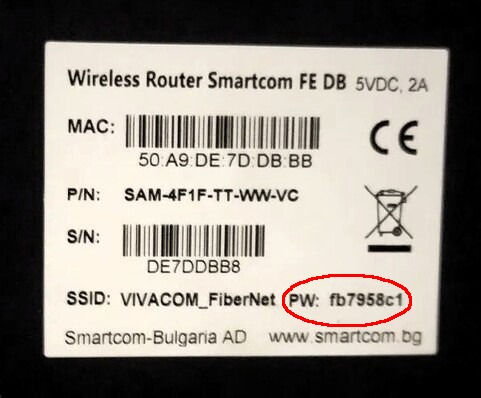 Wireless Router Smartcom FE DB 5VDC, 2A
MAC:
50:A9:DE:7D:DB:BB
P/N: SAM-4F1F-TT-WW-VC
S/N:
DE7DDBB8
SSID: VIVACOM_FiberNet PW: fb7958c1
Smartcom-Bulgaria AD www.smartcom.bg